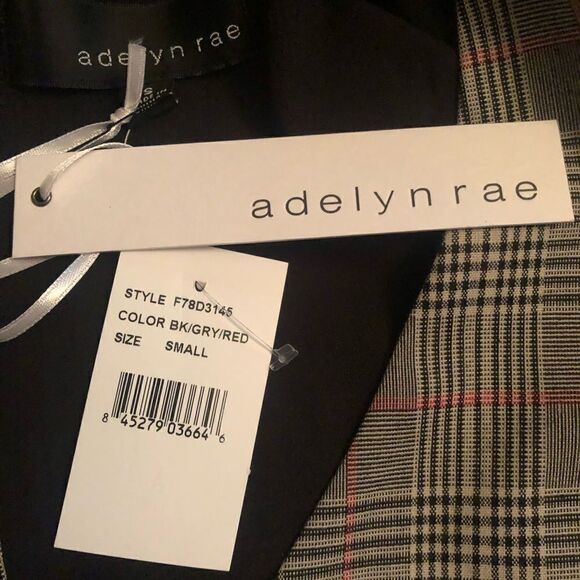 adelyn rae
S
adelyn rae
STYLE F78D3145
COLOR BK/GRY/RED
SIZE SMALL
8 45279 03664 6